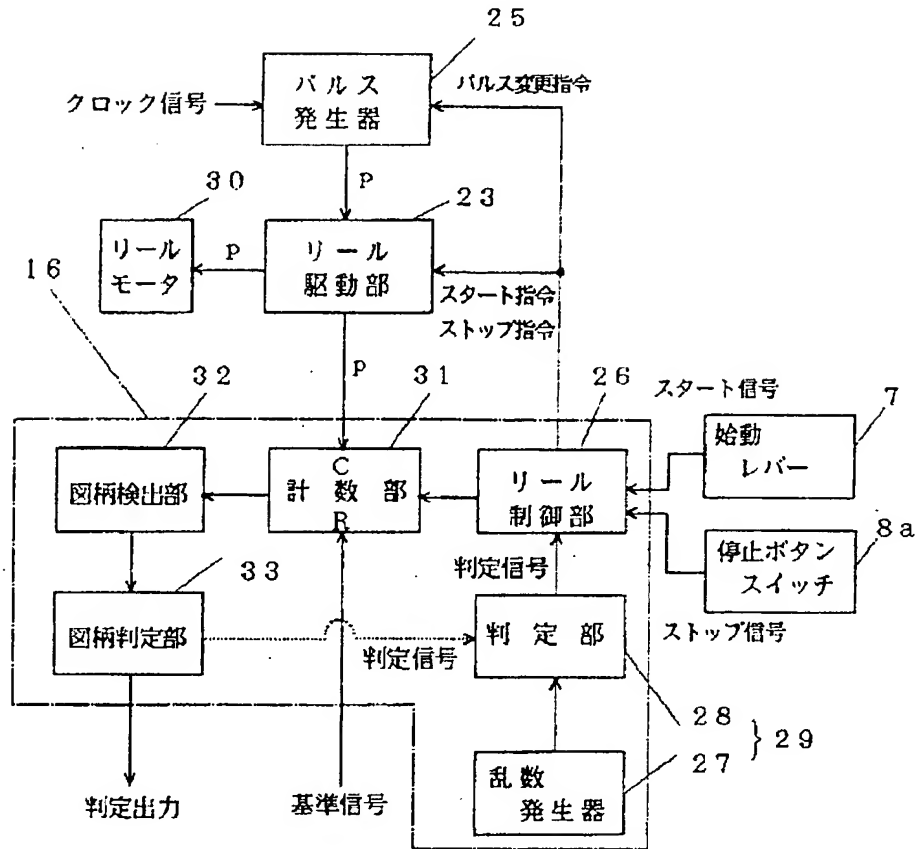 25
パルス
発生器
パルス変更指令
クロック信号
p
30
23
リール
モータ
p
リール
駆動部
スタート指令
ストップ指令
16
p
32
31
26
スタート信号
7
始動
レバー
図柄検出部
C
計数部
R
リール
制御部
8a
停止ボタン
スイッチ
ストップ信号
33
判定信号
図柄判定部
判定信号
判定部
28
27
}29
乱数
発生器
判定出力
基準信号